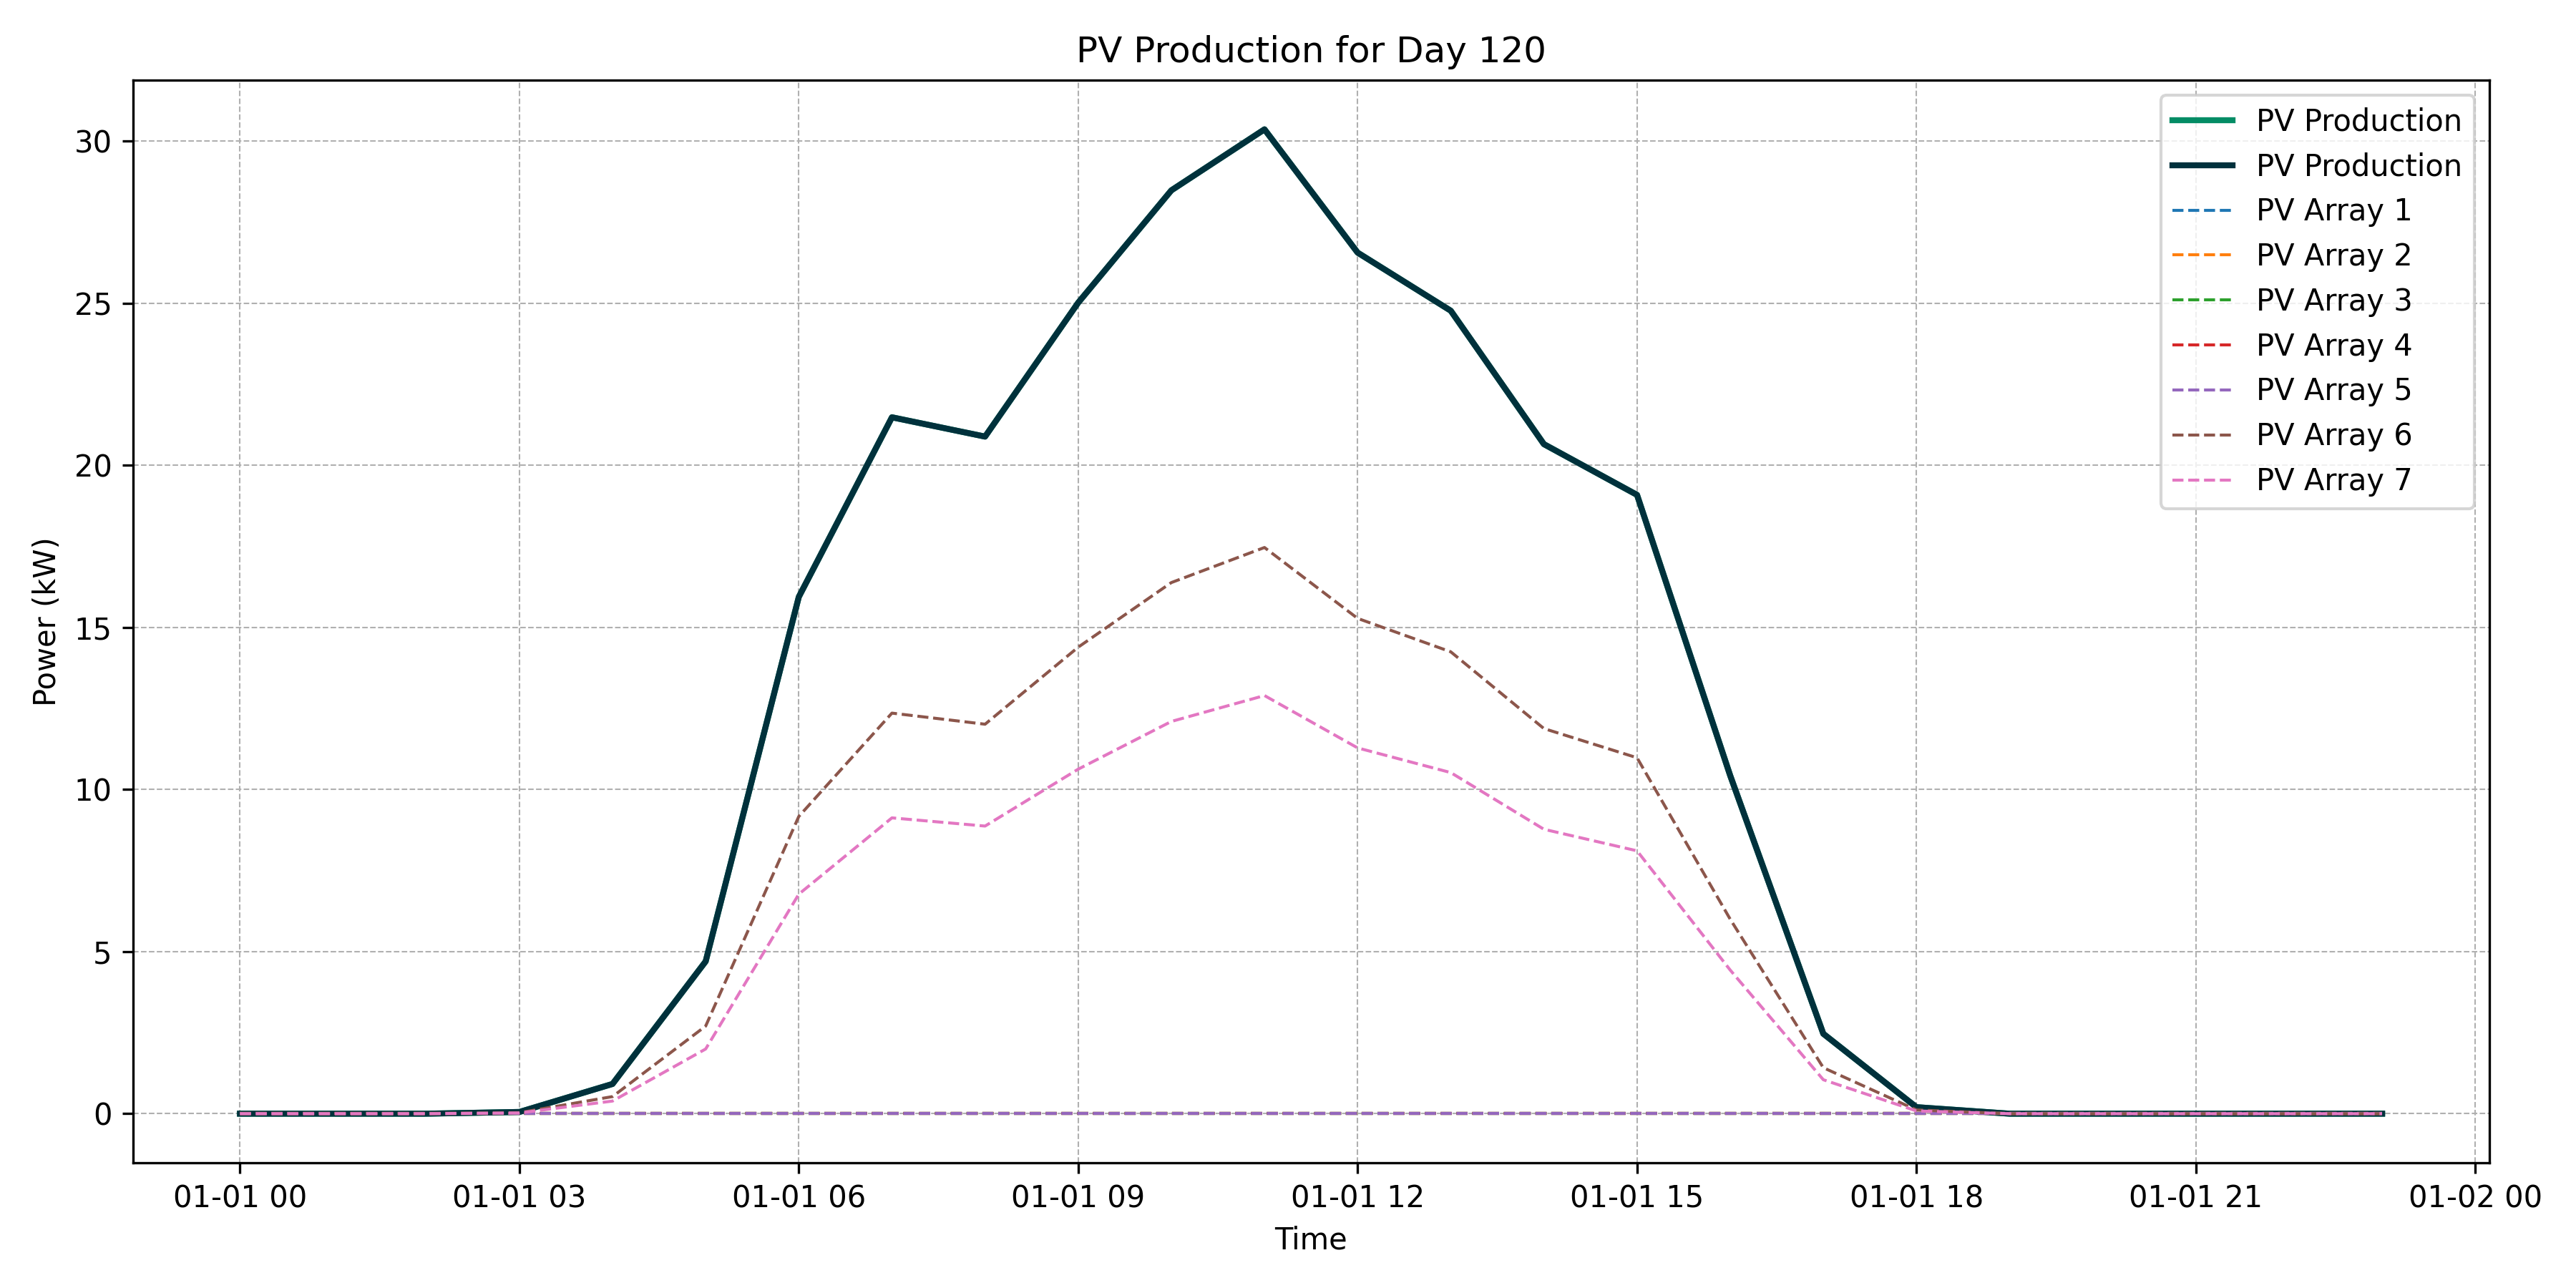 PV Production for Day 120
30
25
20
15
10
5
0
Power (kW)
01-01 00
01-01 03
01-01 06
01-01 09
01-01 12
01-01 15
01-01 18
01-01 21
01-02 00
Time
PV Production
PV Production
PV Array 1
PV Array 2
PV Array 3
PV Array 4
PV Array 5
PV Array 6
PV Array 7